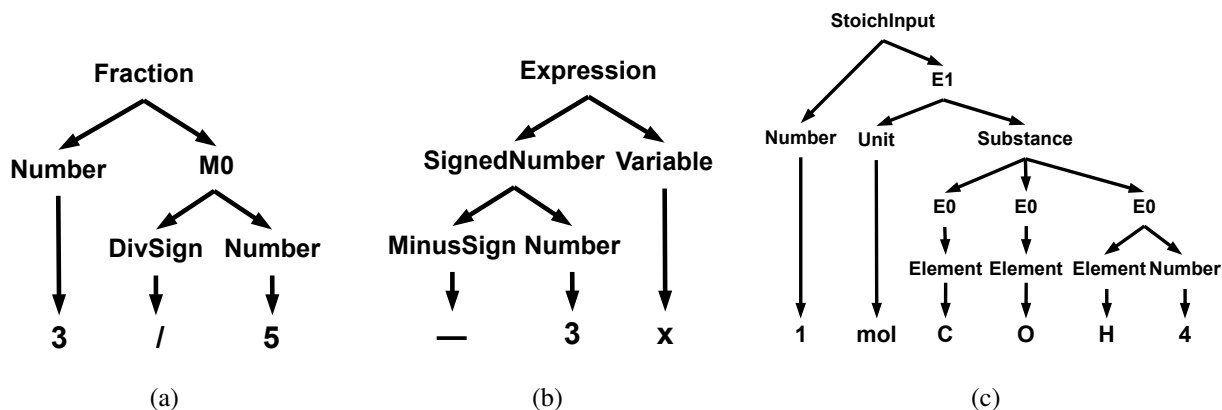 Fraction
Number M0
DivSign Number
3 / 5
(a)
Expression
SignedNumber Variable
MinusSign Number
— 3 x
(b)
StoichInput
E1
Number Unit Substance
E0 E0 E0
Element Element Element Number
1 mol C O H 4
(c)